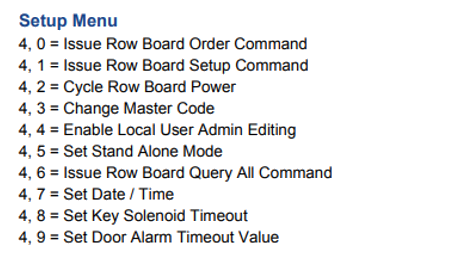 Setup Menu
4, 0 = Issue Row Board Order Command
4, 1 = Issue Row Board Setup Command
4, 2 = Cycle Row Board Power
4, 3 = Change Master Code
4, 4 = Enable Local User Admin Editing
4, 5 = Set Stand Alone Mode
4, 6 = Issue Row Board Query All Command
4, 7 = Set Date / Time
4, 8 = Set Key Solenoid Timeout
4, 9 = Set Door Alarm Timeout Value